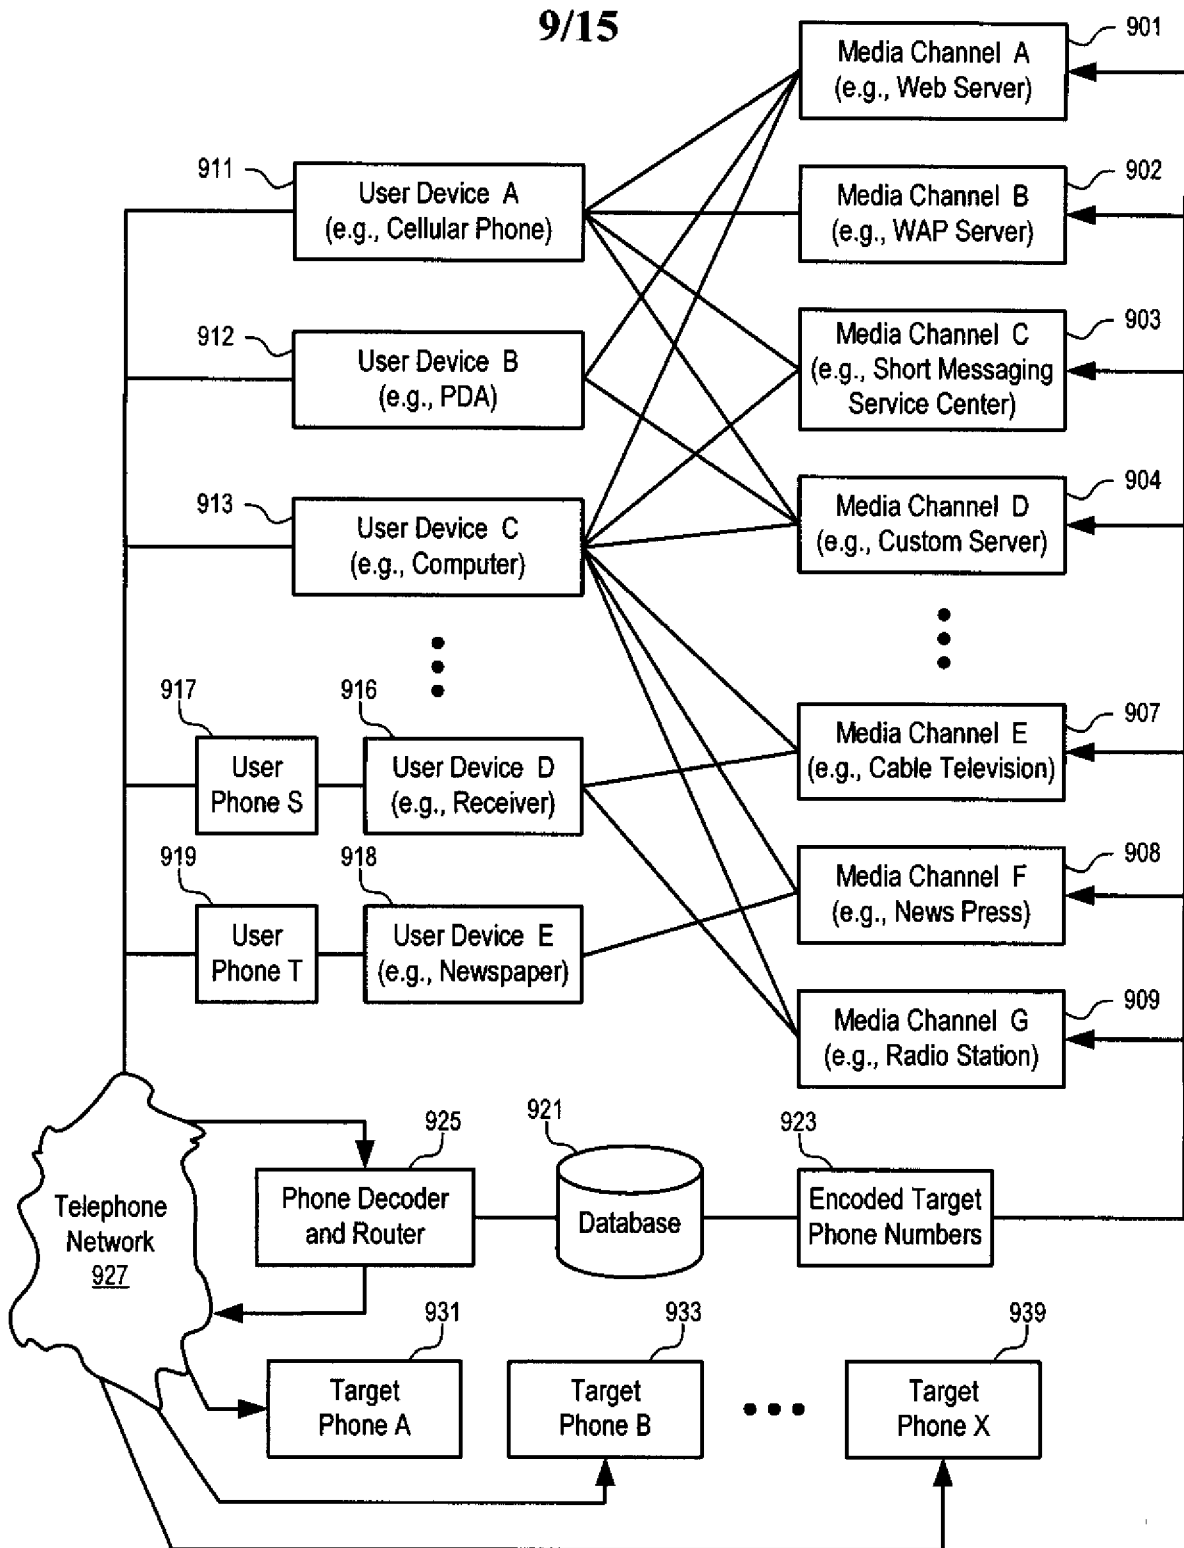 9/15
Media Channel A
(e.g., Web Server)
901
911
User Device A
(e.g., Cellular Phone)
Media Channel B
(e.g., WAP Server)
902
912
User Device B
(e.g., PDA)
Media Channel C
(e.g., Short Messaging
Service Center)
903
913
User Device C
(e.g., Computer)
Media Channel D
(e.g., Custom Server)
904
917
User
Phone S
916
User Device D
(e.g., Receiver)
Media Channel E
(e.g., Cable Television)
907
919
User
Phone T
918
User Device E
(e.g., Newspaper)
Media Channel F
(e.g., News Press)
908
Media Channel G
(e.g., Radio Station)
909
Telephone
Network
927
925
Phone Decoder
and Router
921
Database
923
Encoded Target
Phone Numbers
931
Target
Phone A
933
Target
Phone B
939
Target
Phone X